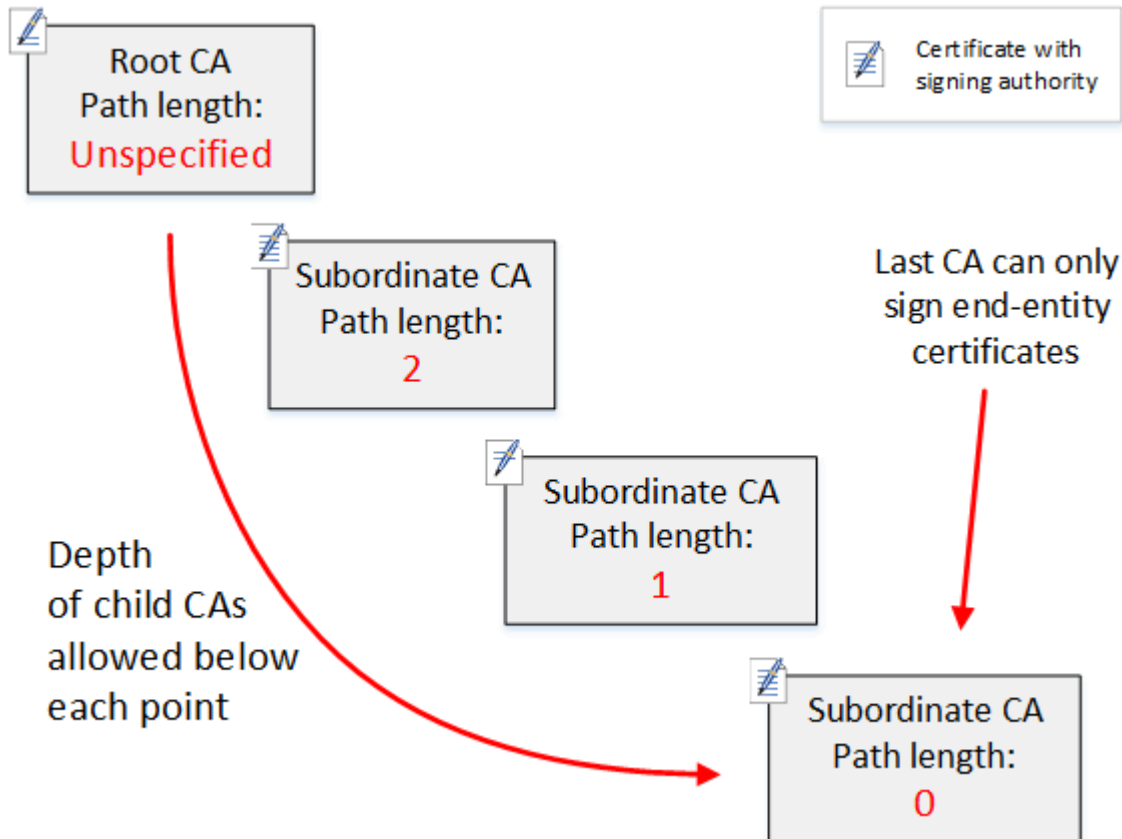 Root CA
Path length:
Unspecified
Certificate with
signing authority
Subordinate CA
Path length:
2
Last CA can only
sign end-entity
certificates
Subordinate CA
Path length:
1
Depth
of child CAs
allowed below
each point
Subordinate CA
Path length:
0